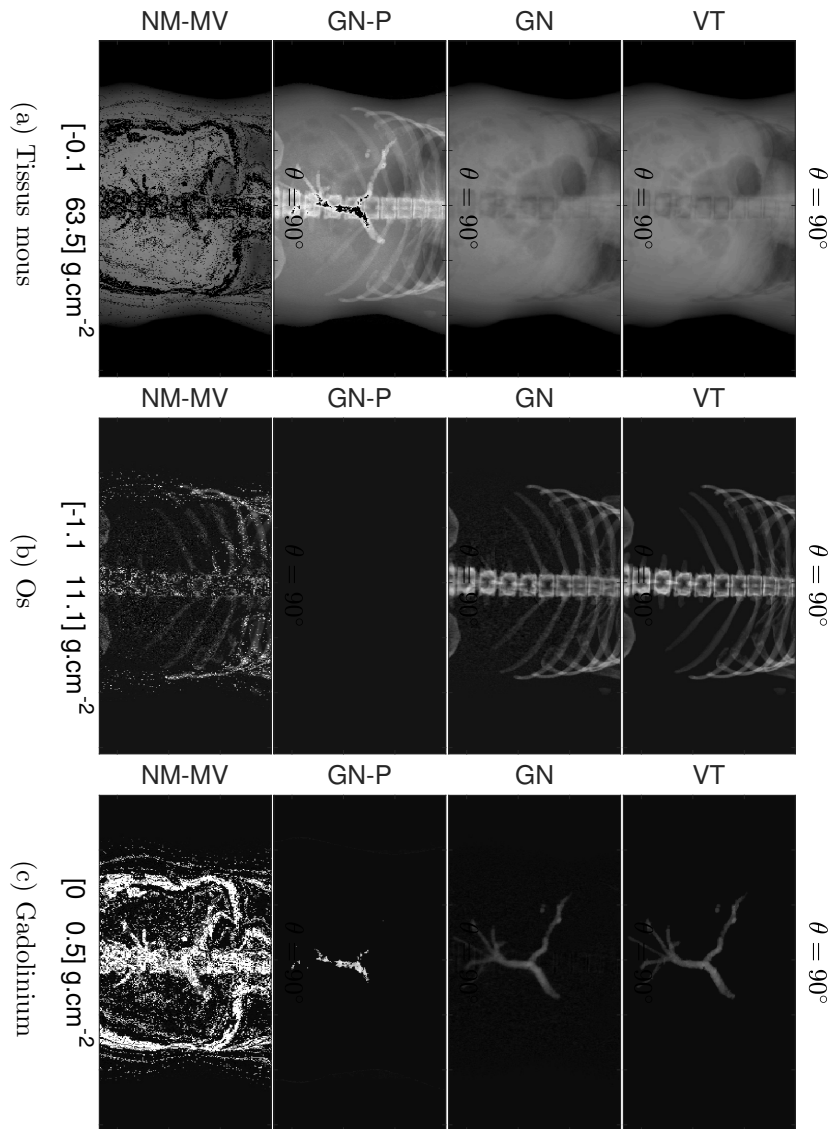 θ = 90°
VT
θ = 90°
GN
θ = 90°
GN-P
θ = 90°
NM-MV
[-0.1 63.5] g.cm⁻²
(a) Tissus mous
θ = 90°
VT
θ = 90°
GN
θ = 90°
GN-P
θ = 90°
NM-MV
[-1.1 11.1] g.cm⁻²
(b) Os
θ = 90°
VT
θ = 90°
GN
θ = 90°
GN-P
θ = 90°
NM-MV
[0 0.5] g.cm⁻²
(c) Gadolinium